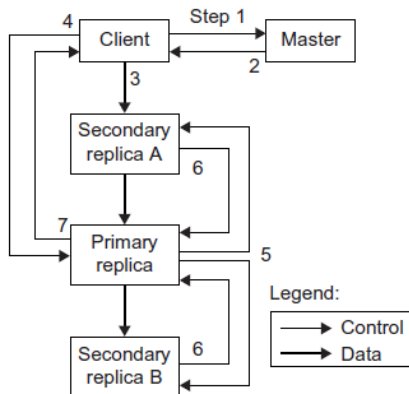 4
Client
Step 1
Master
2
3
Secondary
replica A
6
7
Primary
replica
5
Legend:
Control
Data
Secondary
replica B
6